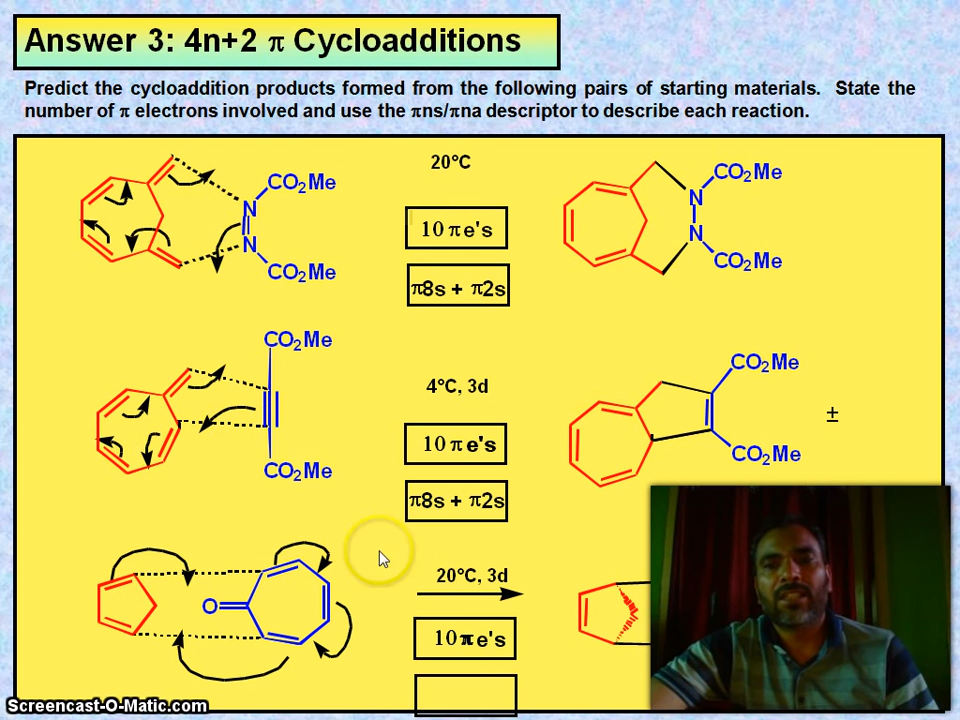 Answer 3: 4n+2 π Cycloadditions
Predict the cycloaddition products formed from the following pairs of starting materials. State the
number of π electrons involved and use the πns/πna descriptor to describe each reaction.
20°C
CO2Me
N
N
CO2Me
10 π e's
π8s + π2s
CO2Me
N
N
CO2Me
CO2Me
CO2Me
4°C, 3d
10 π e's
π8s + π2s
CO2Me
CO2Me
±
O
20°C, 3d
10 π e's
Screencast-O-Matic.com